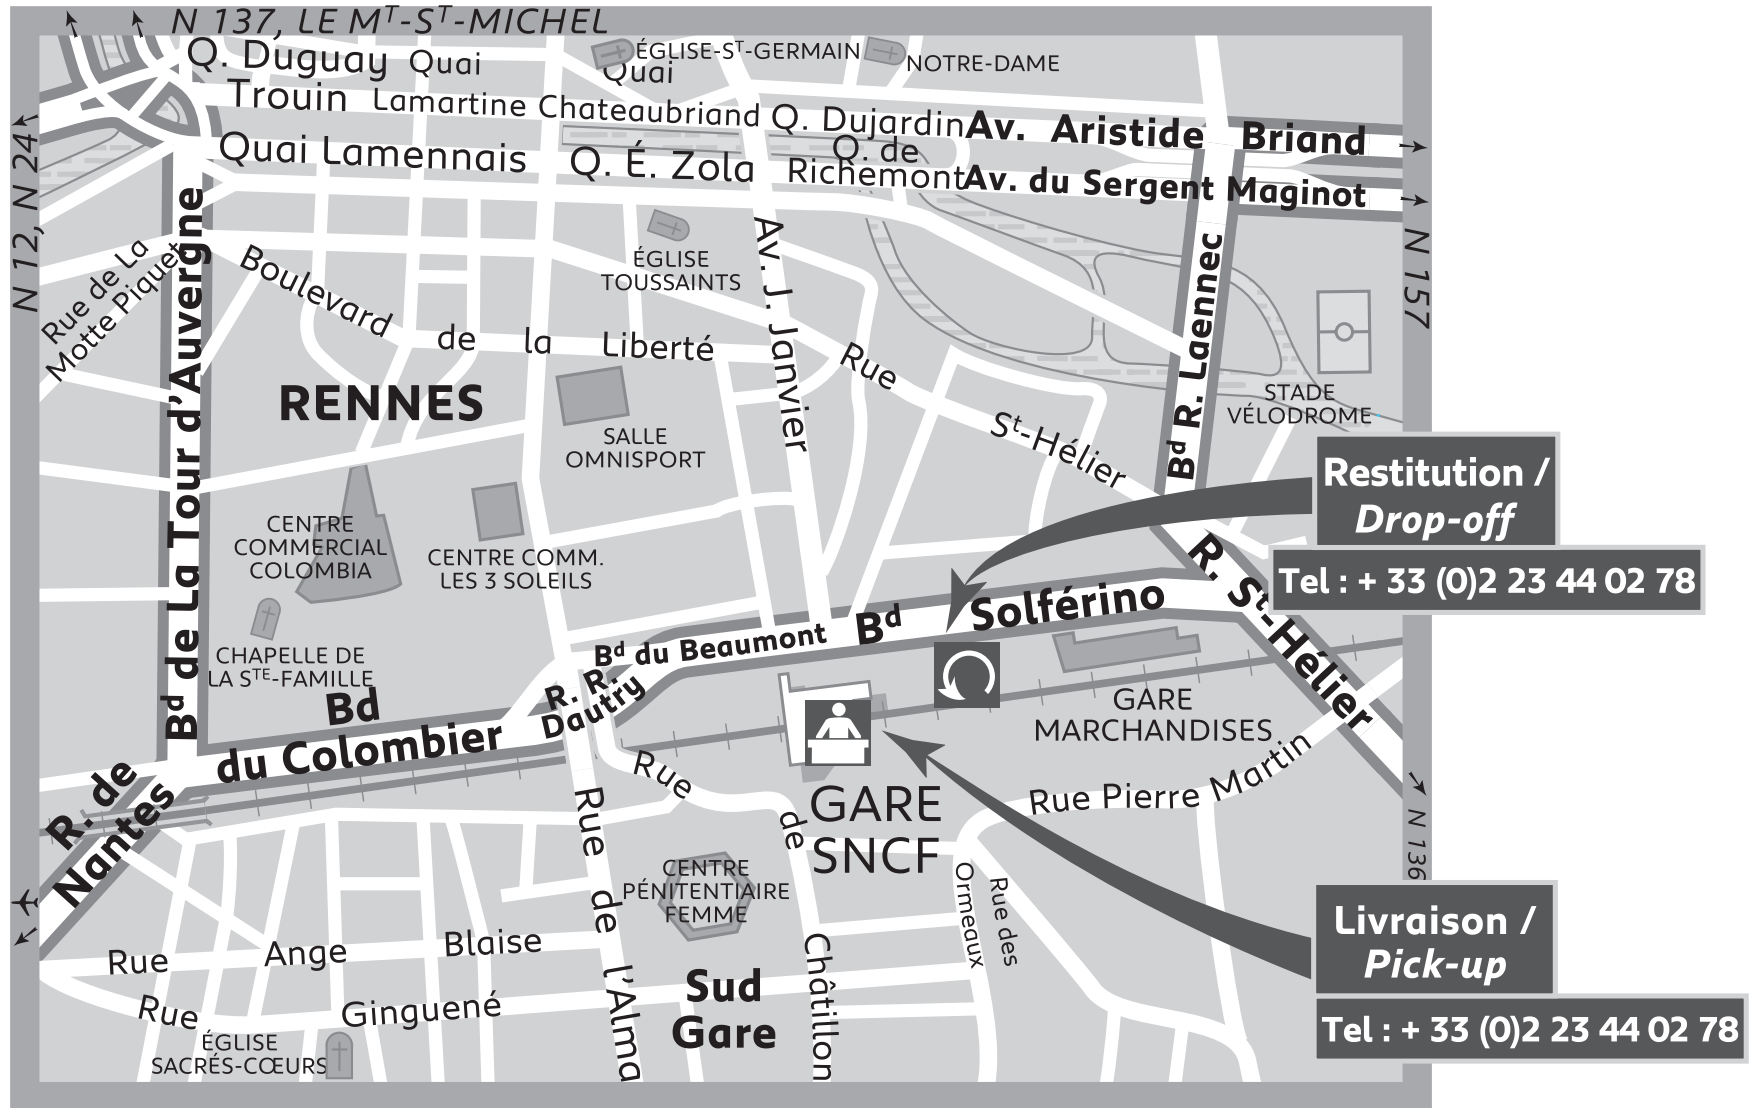 N 137, LE Mᵀ-Sᵀ-MICHEL
Q. Duguay
Trouin
Quai
Lamartine
Quai
Chateaubriand
ÉGLISE-Sᵀ-GERMAIN
NOTRE-DAME
Q. Dujardin
Av. Aristide Briand
Quai Lamennais
Q. É. Zola
Q. de
Richemont
Av. du Sergent Maginot
N 12, N 24
N 157
Rue de La
Motte Piquet
Bᵈ de La Tour d'Auvergne
Boulevard de la Liberté
ÉGLISE
TOUSSAINTS
Av. J. Janvier
Bᵈ R. Laennec
STADE
VÉLODROME
RENNES
Rue Sᵗ-Hélier
SALLE
OMNISPORT
Restitution /
Drop-off
Tel : + 33 (0)2 23 44 02 78
CENTRE
COMMERCIAL
COLOMBIA
CENTRE COMM.
LES 3 SOLEILS
R. Sᵗ-Hélier
CHAPELLE DE
LA Sᵀᴱ-FAMILLE
Bᵈ du Beaumont
Bᵈ Solférino
R. R.
Dautry
Bd
du Colombier
GARE
MARCHANDISES
R. de
Nantes
Rue de Châtillon
GARE
SNCF
Rue Pierre Martin
N 136
Rue de l'Alma
CENTRE
PÉNITENTIAIRE
FEMME
Rue des
Ormeaux
Livraison /
Pick-up
Tel : + 33 (0)2 23 44 02 78
Rue Ange Blaise
Rue Ginguené
Sud
Gare
ÉGLISE
SACRÉS-CŒURS